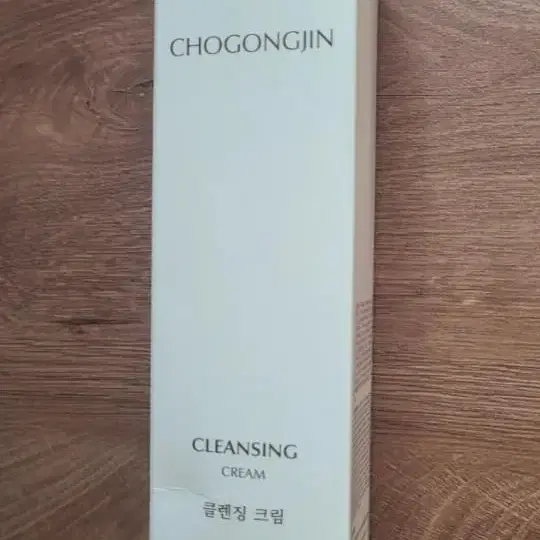 CHOGONGJIN
CLEANSING
CREAM
클렌징 크림